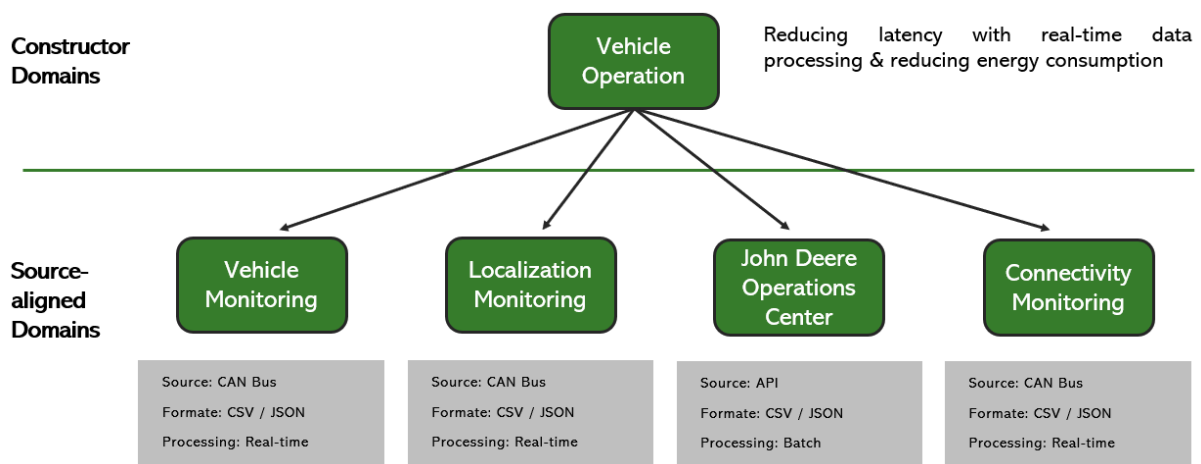 Constructor
Domains
Vehicle
Operation
Reducing latency with real-time data
processing & reducing energy consumption
Source-
aligned
Domains
Vehicle
Monitoring
Localization
Monitoring
John Deere
Operations
Center
Connectivity
Monitoring
Source: CAN Bus
Formate: CSV / JSON
Processing: Real-time
Source: CAN Bus
Formate: CSV / JSON
Processing: Real-time
Source: API
Formate: CSV / JSON
Processing: Batch
Source: CAN Bus
Formate: CSV / JSON
Processing: Real-time